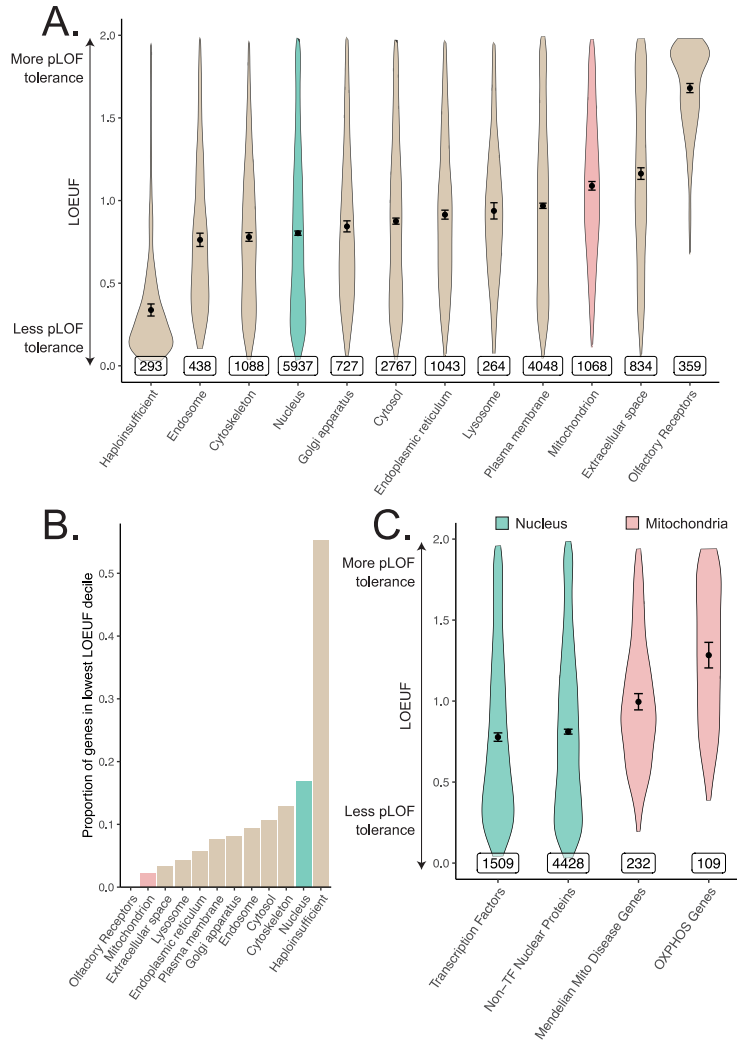 A.
More pLOF
tolerance
LOEUF
Less pLOF
tolerance
2.0
1.5
1.0
0.5
0.0
293 438 1088 5937 727 2767 1043 264 4048 1068 834 359
Haploinsufficient
Endosome
Cytoskeleton
Nucleus
Golgi apparatus
Cytosol
Endoplasmic reticulum
Lysosome
Plasma membrane
Mitochondrion
Extracellular space
Olfactory Receptors
B.
Proportion of genes in lowest LOEUF decile
0.5
0.4
0.3
0.2
0.1
0.0
Olfactory Receptors
Mitochondrion
Extracellular space
Lysosome
Endoplasmic reticulum
Plasma membrane
Golgi apparatus
Endosome
Cytosol
Cytoskeleton
Nucleus
Haploinsufficient
C.
Nucleus Mitochondria
More pLOF
tolerance
LOEUF
Less pLOF
tolerance
2.0
1.5
1.0
0.5
0.0
1509 4428 232 109
Transcription Factors
Non−TF Nuclear Proteins
Mendelian Mito Disease Genes
OXPHOS Genes